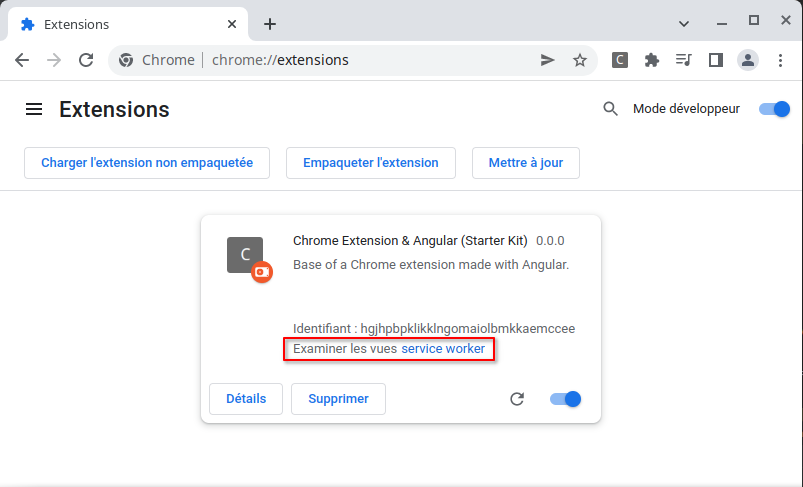 Extensions
Chrome | chrome://extensions
C
Extensions
Mode développeur
Charger l'extension non empaquetée
Empaqueter l'extension
Mettre à jour
C
Chrome Extension & Angular (Starter Kit) 0.0.0
Base of a Chrome extension made with Angular.
Identifiant : hgjhpbpklikklngomaiolbmkkaemccee
Examiner les vues service worker
Détails
Supprimer